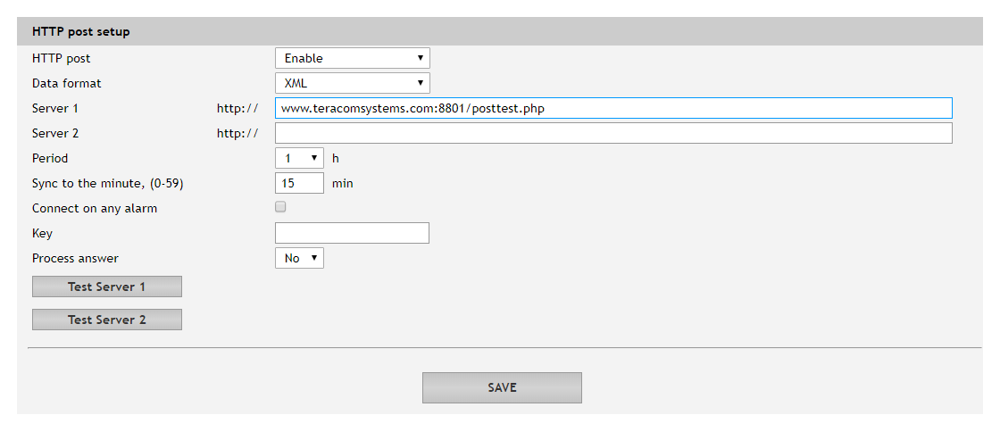 HTTP post setup
HTTP post Enable
Data format XML
Server 1 http:// www.teracomsystems.com:8801/posttest.php
Server 2 http://
Period 1 h
Sync to the minute, (0-59) 15 min
Connect on any alarm
Key
Process answer No
Test Server 1
Test Server 2
SAVE